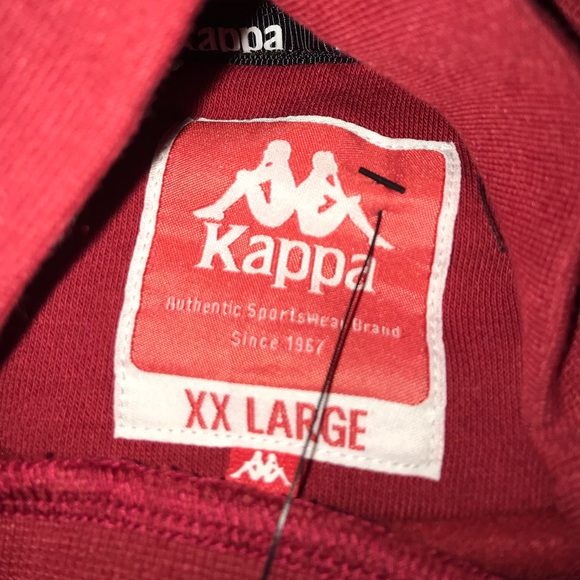 Kappa
Kappa
Authentic Sportswear Brand
Since 1967
XX LARGE